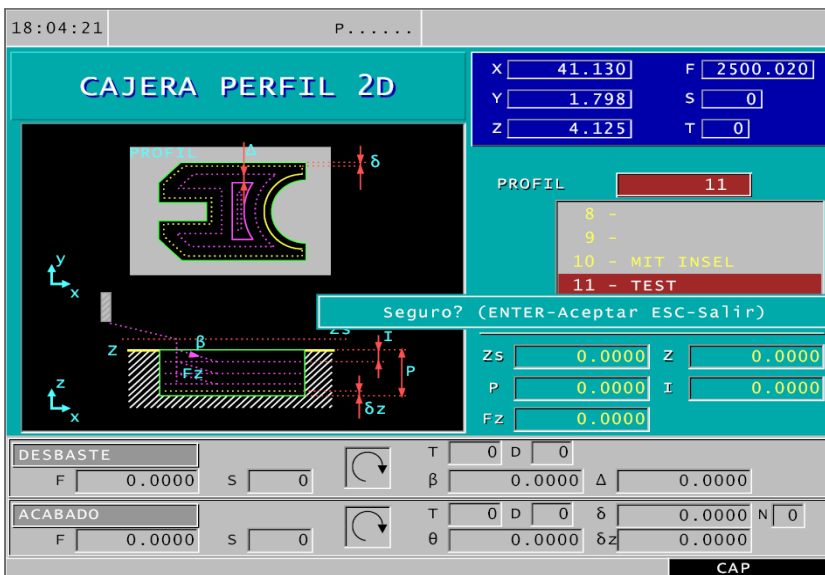 18:04:21 P......
CAJERA PERFIL 2D
X 41.130 F 2500.020
Y 1.798 S 0
Z 4.125 T 0
PROFIL Δ δ
y x
Z β Zs I
Fz P
z x δz
PROFIL 11
8 -
9 -
10 - MIT INSEL
11 - TEST
Seguro? (ENTER-Aceptar ESC-Salir)
Zs 0.0000 Z 0.0000
P 0.0000 I 0.0000
Fz 0.0000
DESBASTE T 0 D 0
F 0.0000 S 0 β 0.0000 Δ 0.0000
ACABADO T 0 D 0 δ 0.0000 N 0
F 0.0000 S 0 θ 0.0000 δz 0.0000
CAP